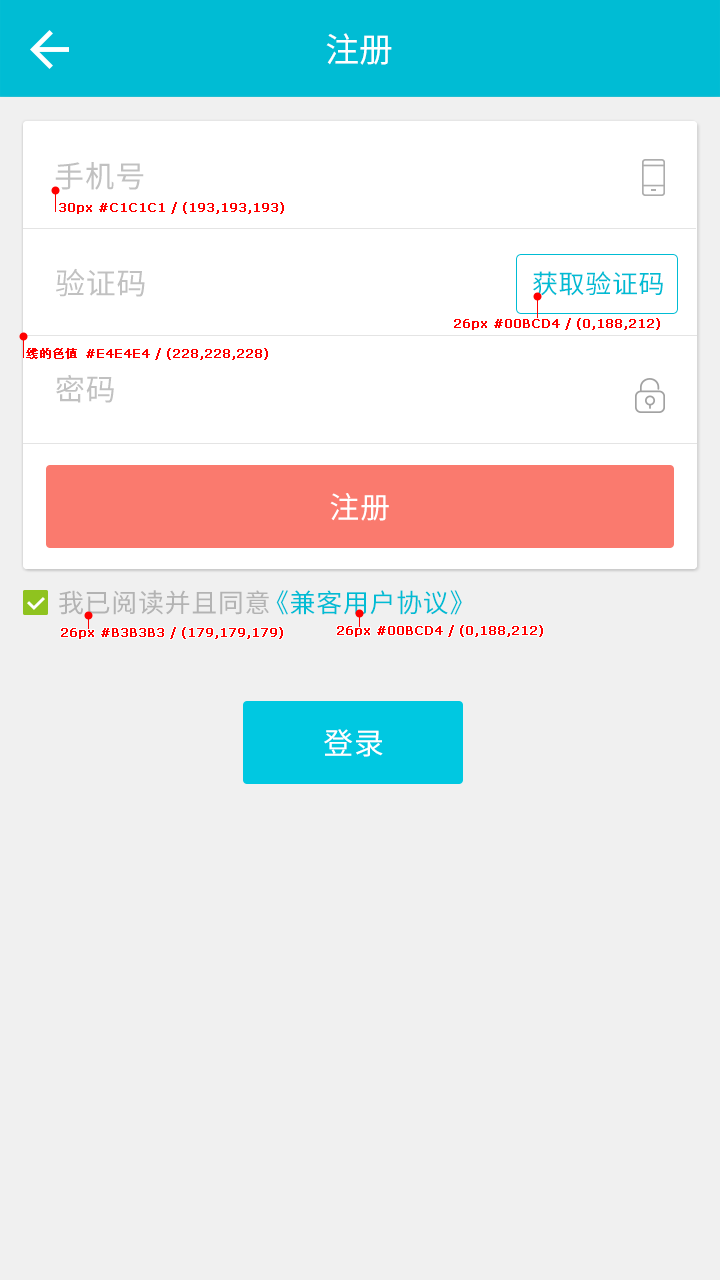 注册
手机号
30px #C1C1C1 / (193,193,193)
验证码
获取验证码
26px #00BCD4 / (0,188,212)
线的色值 #E4E4E4 / (228,228,228)
密码
注册
我已阅读并且同意《兼客用户协议》
26px #B3B3B3 / (179,179,179)
26px #00BCD4 / (0,188,212)
登录